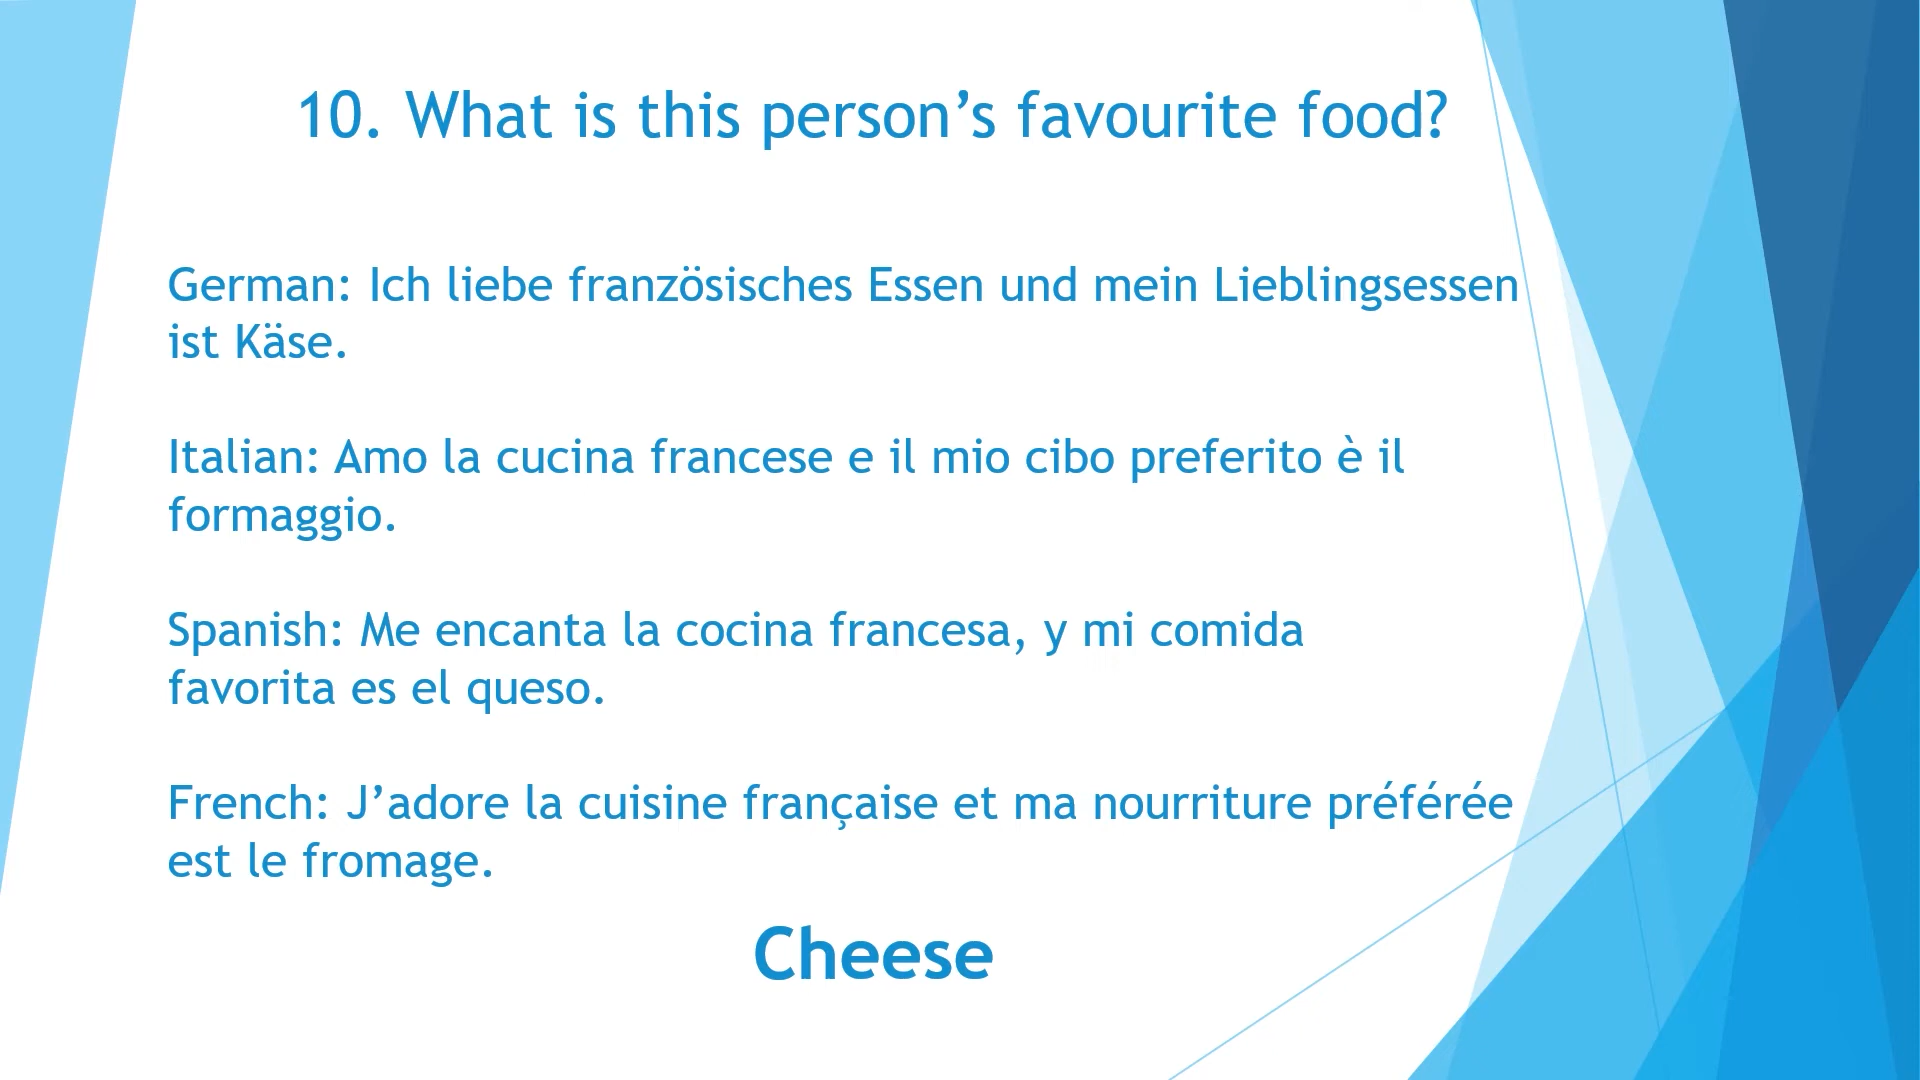 10. What is this person’s favourite food?
German: Ich liebe französisches Essen und mein Lieblingsessen
ist Käse.
Italian: Amo la cucina francese e il mio cibo preferito è il
formaggio.
Spanish: Me encanta la cocina francesa, y mi comida
favorita es el queso.
French: J’adore la cuisine française et ma nourriture préférée
est le fromage.
Cheese